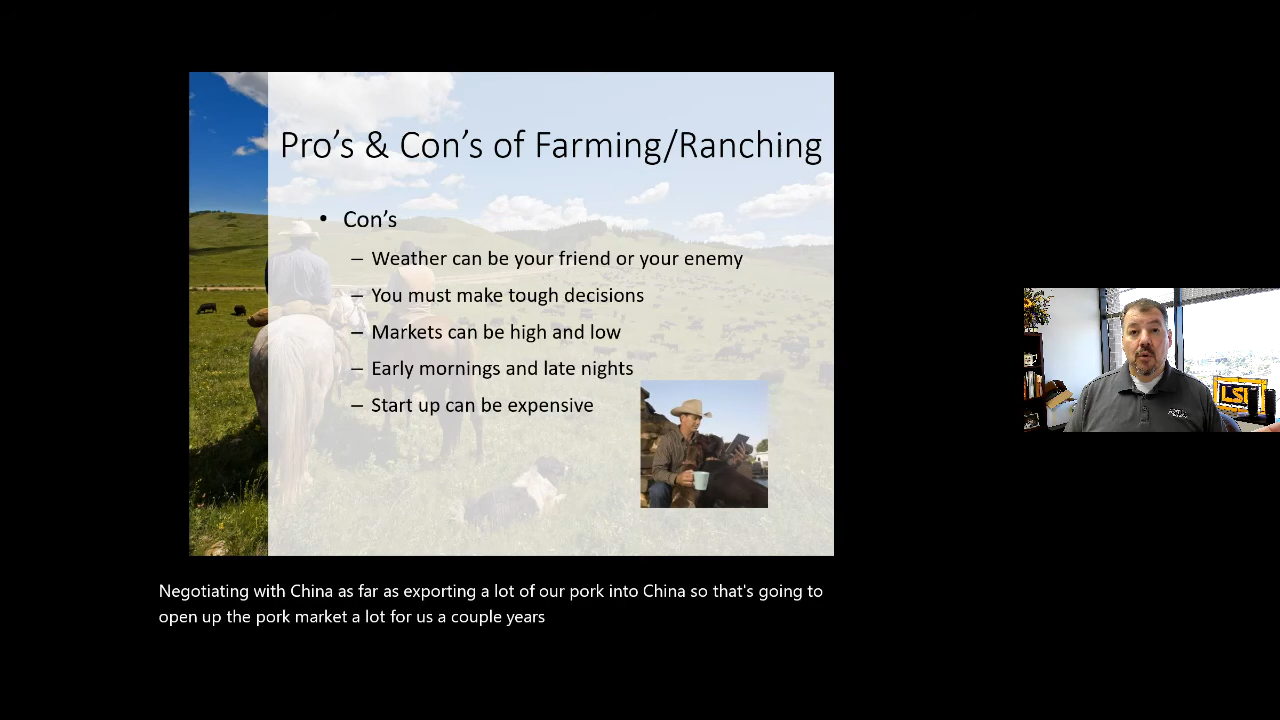 Pro's & Con's of Farming/Ranching
• Con's
– Weather can be your friend or your enemy
– You must make tough decisions
– Markets can be high and low
– Early mornings and late nights
– Start up can be expensive
LSI
Negotiating with China as far as exporting a lot of our pork into China so that's going to
open up the pork market a lot for us a couple years